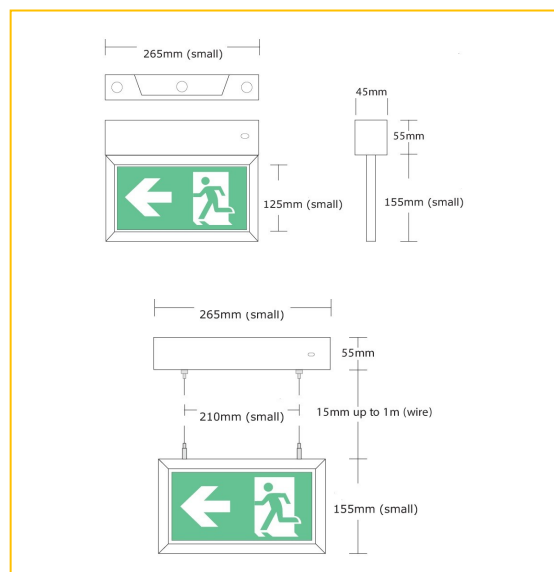 265mm (small)
45mm
55mm
125mm (small)
155mm (small)
265mm (small)
55mm
210mm (small)
15mm up to 1m (wire)
155mm (small)